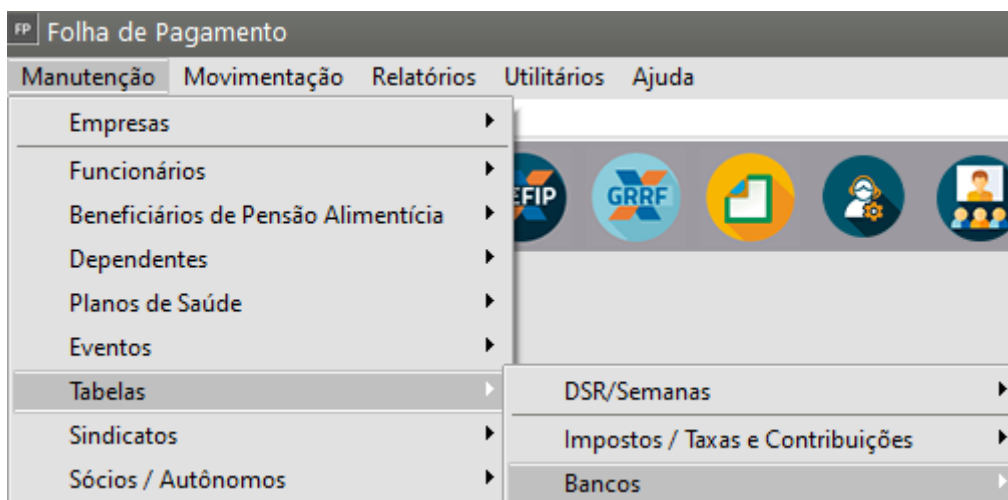 FP Folha de Pagamento
Manutenção Movimentação Relatórios Utilitários Ajuda
Empresas
Funcionários
Beneficiários de Pensão Alimentícia
Dependentes
Planos de Saúde
Eventos
Tabelas
Sindicatos
Sócios / Autônomos
EFIP GRRF
DSR/Semanas
Impostos / Taxas e Contribuições
Bancos